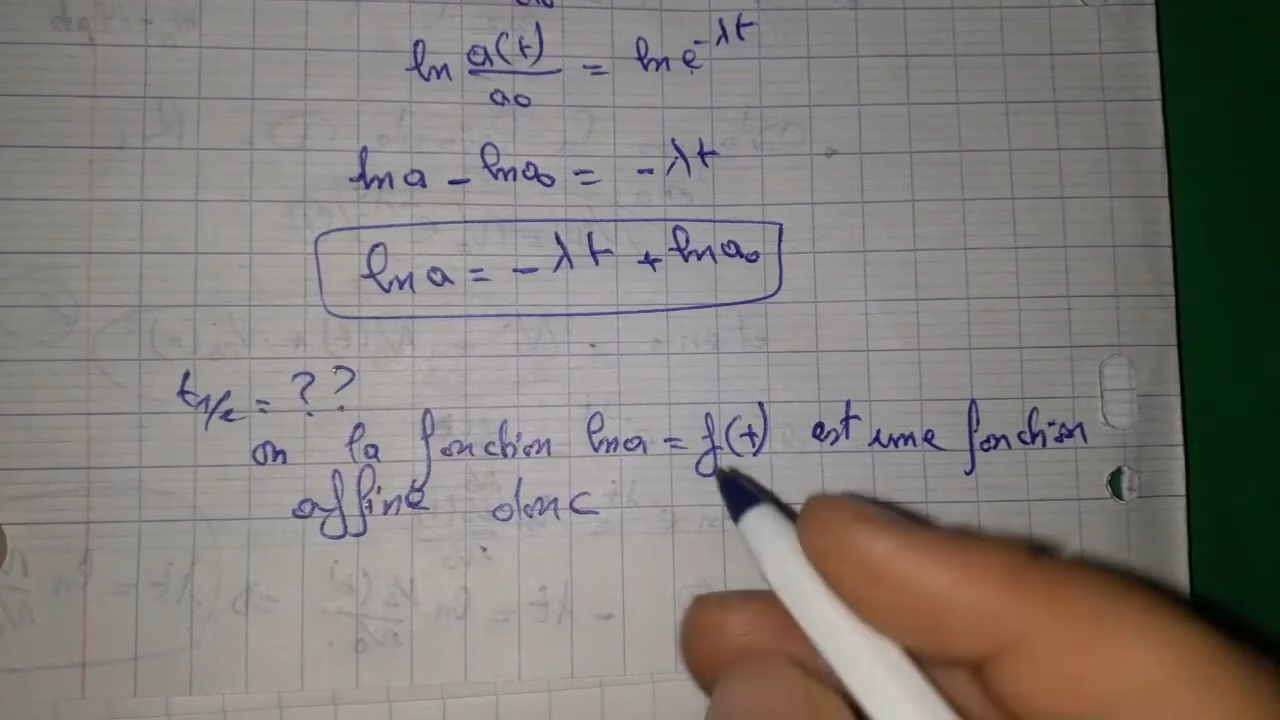 ln a(t)/a₀ = ln e^-λt
ln a - ln a₀ = -λt
ln a = -λt + ln a₀
t1/2 = ??
on la fonction ln a = f(t) est une fonction
affine donc